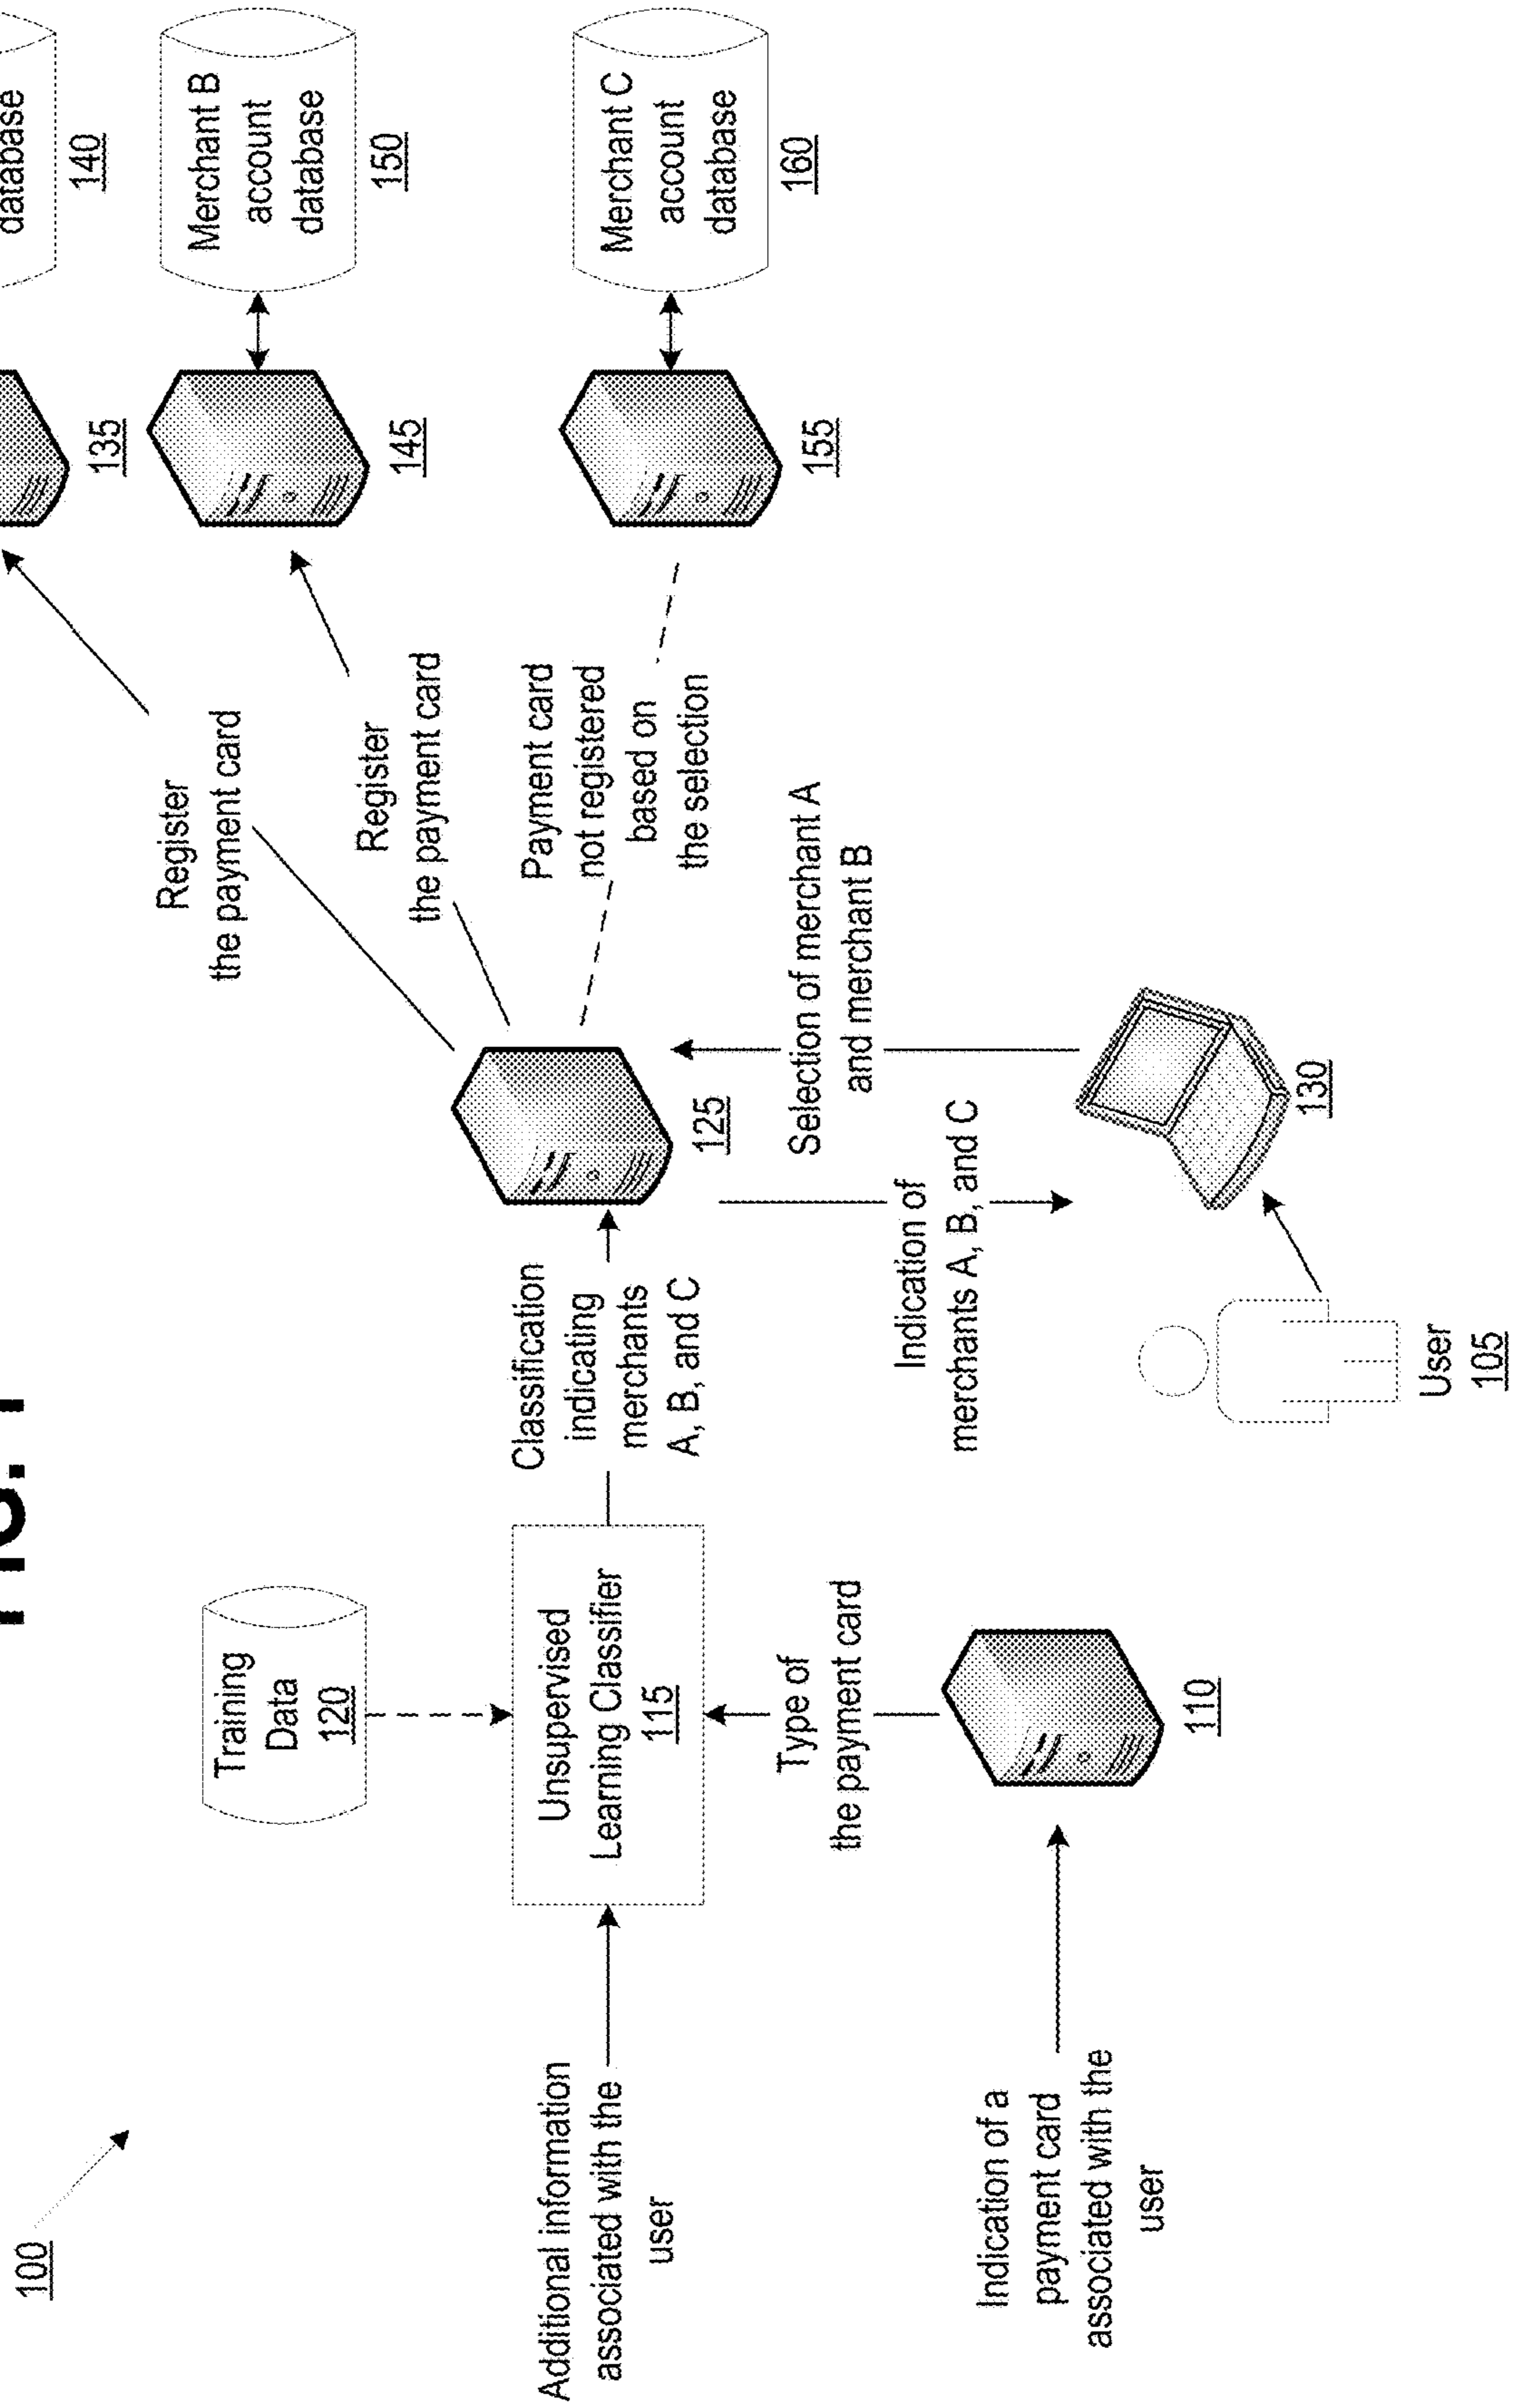 FIG. 1
100
database
140
135
Register
the payment card
Merchant B
account
database
150
145
Register
the payment card
Training
Data
120
Additional information
associated with the
user
Unsupervised
Learning Classifier
115
Classification
indicating
merchants
A, B, and C
125
Payment card
not registered
based on
the selection
155
Merchant C
account
database
160
Type of
the payment card
Selection of merchant A
and merchant B
Indication of
merchants A, B, and C
Indication of a
payment card
associated with the
user
110
130
User
105